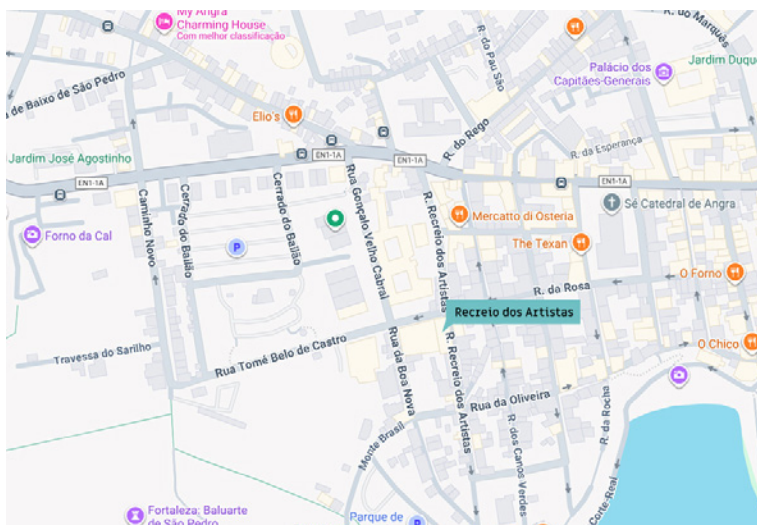 My Angra
Charming House
Com melhor classificação
R. do Marquês
R. do Pau São
Palácio dos
Capitães-Generais
Jardim Duqu
a de Baixo de São Pedro
Elio's
R. do Rego
EN1-1A
EN1-1A
EN1-1A
EN1-1A
R. da Esperança
Jardim José Agostinho
Caminho Novo
Cerrado do Bailão
Cerrado do Bailão
Rua Gonçalo Velho Cabral
R. Recreio dos Artistas
Mercatto di Osteria
Sé Catedral de Angra
The Texan
Forno da Cal
P
O Forno
R. da Rosa
Recreio dos Artistas
O Chico
Travessa do Sarilho
Rua Tomé Belo de Castro
Rua da Boa Nova
R. Recreio dos Artistas
Rua da Oliveira
R. da Rocha
R. dos Canos Verdes
Monte Brasil
Corte-Real
Fortaleza: Baluarte
de São Pedro
Parque de
P